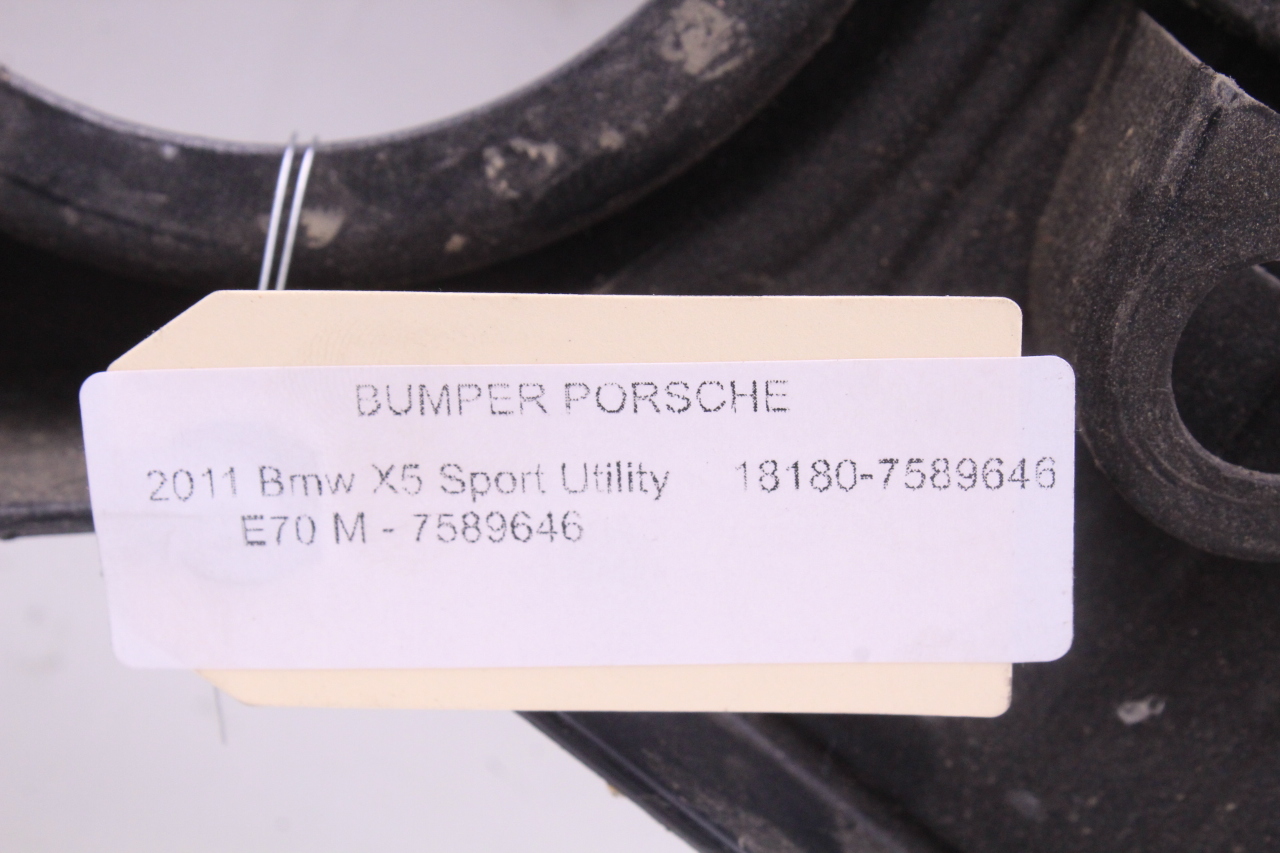 BUMPER PORSCHE
2011 Bmw X5 Sport Utility 18180-7589646
E70 M - 7589646